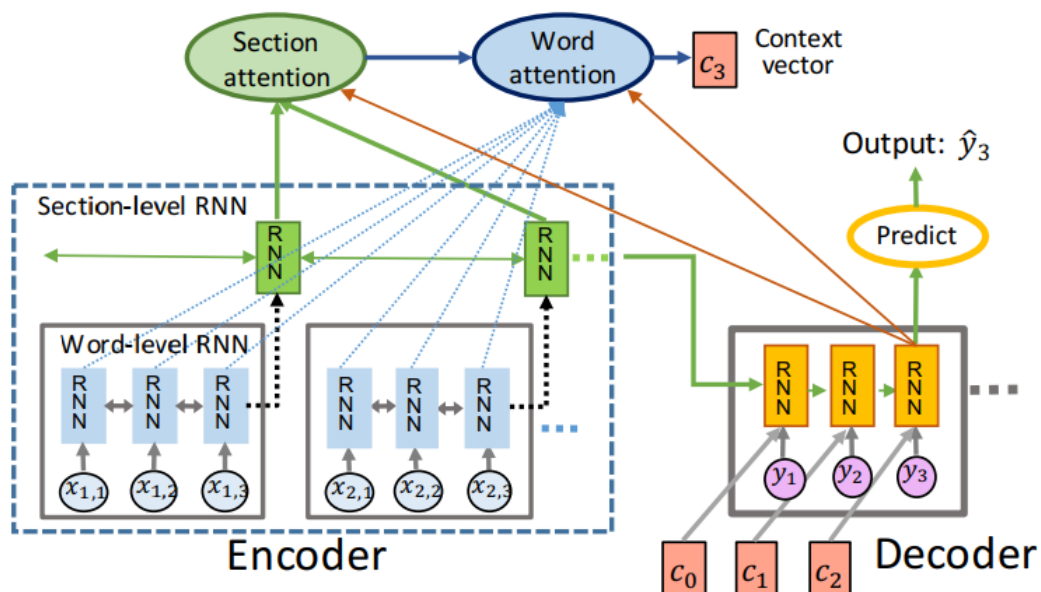 Section
attention
Word
attention
c₃
Context
vector
Output: ŷ₃
Predict
Section-level RNN
RNN
RNN
Word-level RNN
RNN
RNN
RNN
RNN
RNN
RNN
RNN
RNN
RNN
x₁,₁
x₁,₂
x₁,₃
x₂,₁
x₂,₂
x₂,₃
y₁
y₂
y₃
Encoder
Decoder
c₀
c₁
c₂